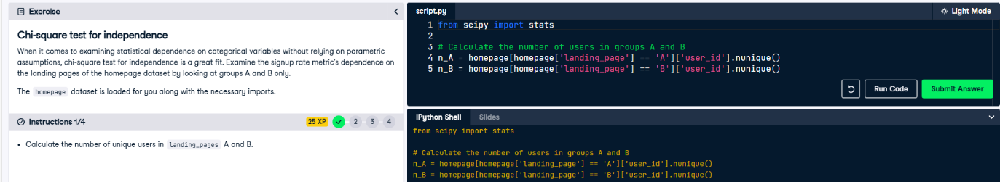 Exercise
Chi-square test for independence
When it comes to examining statistical dependence on categorical variables without relying on parametric
assumptions, chi-square test for independence is a great fit. Examine the signup rate metric's dependence on
the landing pages of the homepage dataset by looking at groups A and B only.
The homepage dataset is loaded for you along with the necessary imports.
Instructions 1/4
25 XP
2
3
4
• Calculate the number of unique users in landing_pages A and B.
script.py
Light Mode
1 from scipy import stats
2
3 # Calculate the number of users in groups A and B
4 n_A = homepage[homepage['landing_page'] == 'A']['user_id'].nunique()
5 n_B = homepage[homepage['landing_page'] == 'B']['user_id'].nunique()
Run Code
Submit Answer
IPython Shell
Slides
from scipy import stats
# Calculate the number of users in groups A and B
n_A = homepage[homepage['landing_page'] == 'A']['user_id'].nunique()
n_B = homepage[homepage['landing_page'] == 'B']['user_id'].nunique()